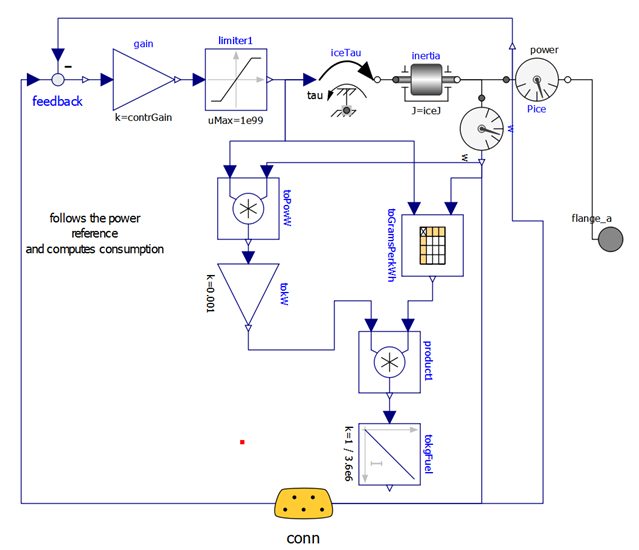 gain
limiter1
iceTau
inertia
power
tau
feedback
k=contrGain
uMax=1e99
J=iceJ
Pice
w
w
toPowW
toGramsPerkWh
flange_a
follows the power
reference
and computes consumption
k=0.001
tokW
product1
k=1 / 3.6e6
tokgFuel
I
conn